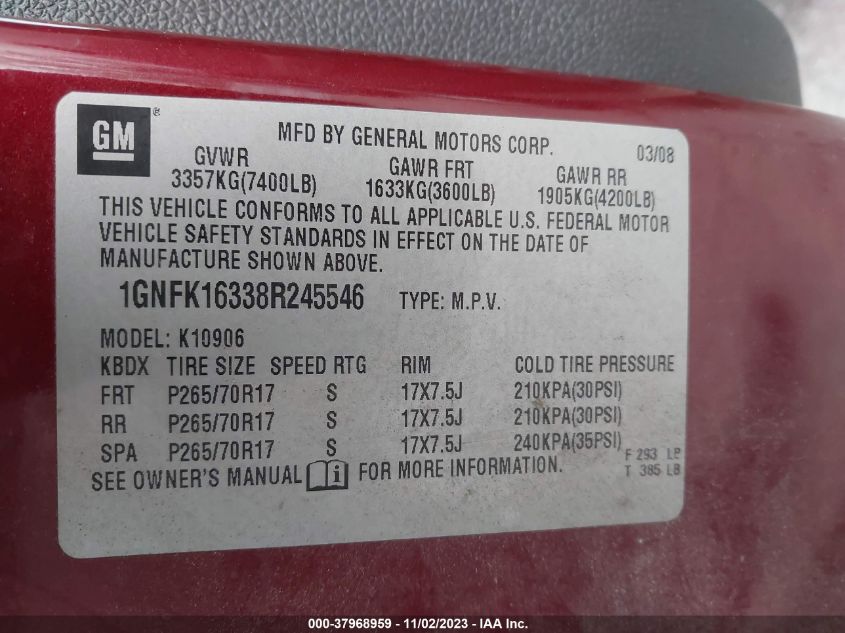 GM ®
MFD BY GENERAL MOTORS CORP. 03/08
GVWR GAWR FRT GAWR RR
3357KG(7400LB) 1633KG(3600LB) 1905KG(4200LB)
THIS VEHICLE CONFORMS TO ALL APPLICABLE U.S. FEDERAL MOTOR
VEHICLE SAFETY STANDARDS IN EFFECT ON THE DATE OF
MANUFACTURE SHOWN ABOVE.
1GNFK16338R245546 TYPE: M.P.V.
MODEL: K10906
KBDX TIRE SIZE SPEED RTG RIM COLD TIRE PRESSURE
FRT P265/70R17 S 17X7.5J 210KPA(30PSI)
RR P265/70R17 S 17X7.5J 210KPA(30PSI)
SPA P265/70R17 S 17X7.5J 240KPA(35PSI)
F 293 LB
SEE OWNER'S MANUAL i FOR MORE INFORMATION.
T 385 LB
000-37968959 - 11/02/2023 - IAA Inc.